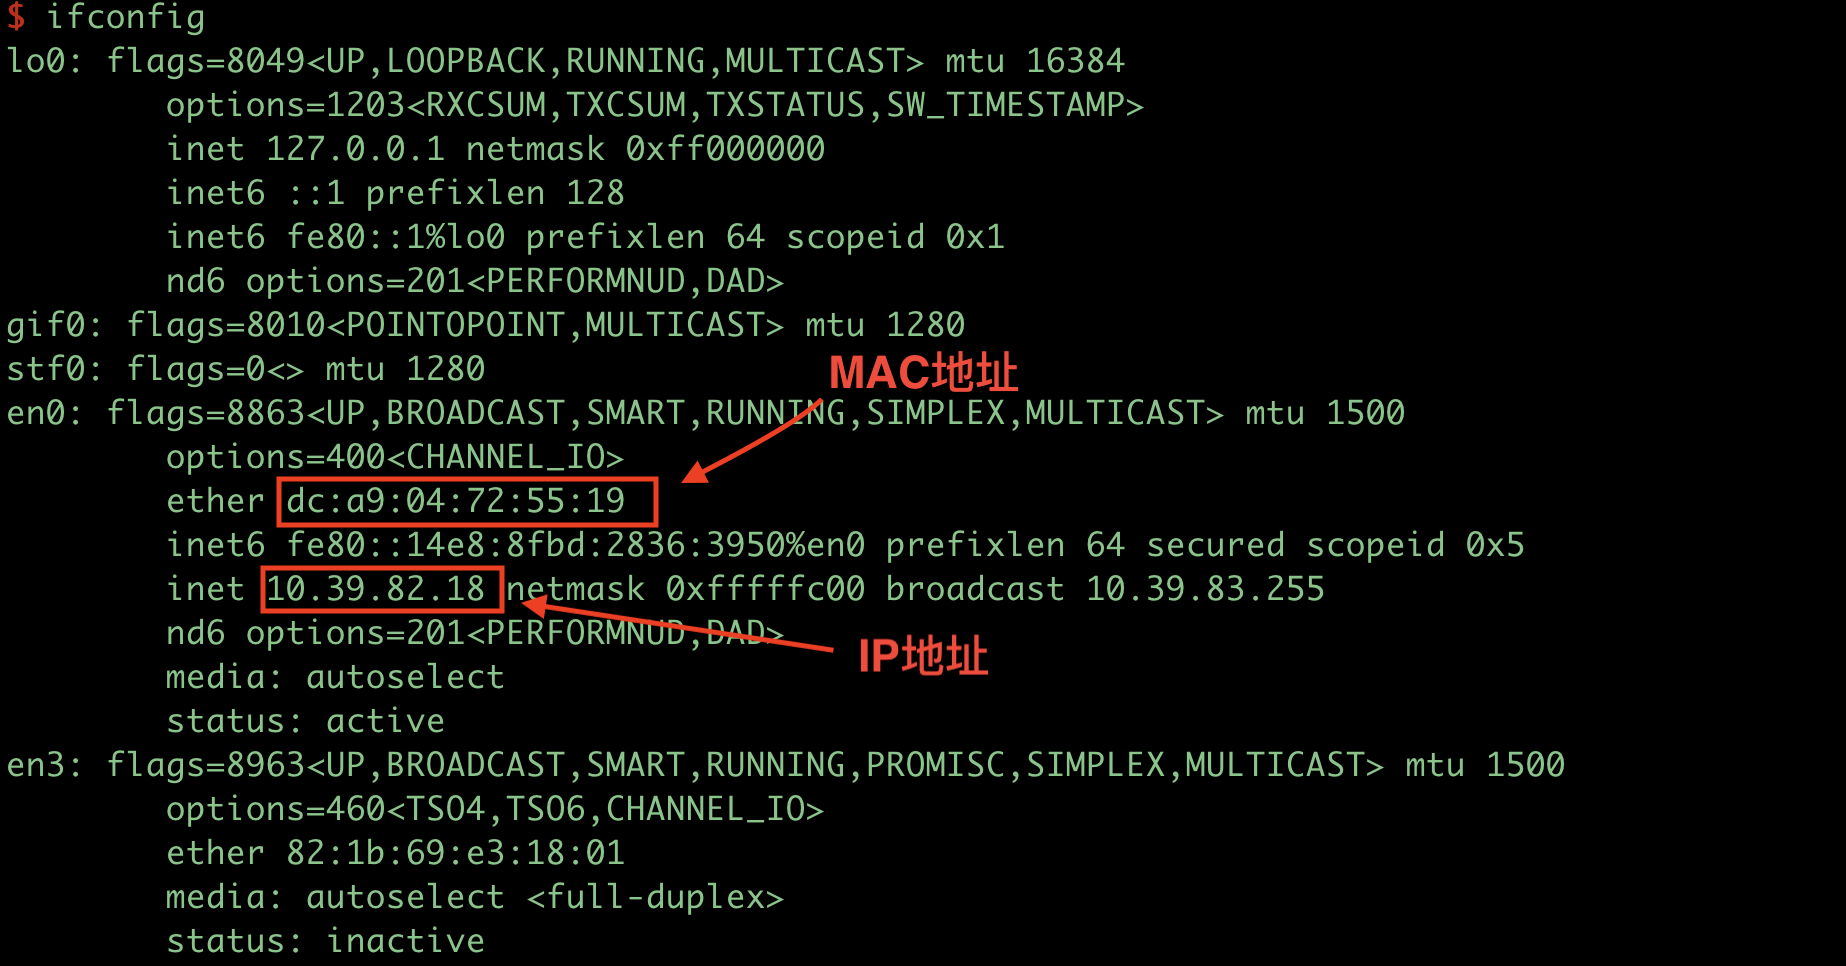 $ ifconfig
lo0: flags=8049<UP,LOOPBACK,RUNNING,MULTICAST> mtu 16384
options=1203<RXCSUM,TXCSUM,TXSTATUS,SW_TIMESTAMP>
inet 127.0.0.1 netmask 0xff000000
inet6 ::1 prefixlen 128
inet6 fe80::1%lo0 prefixlen 64 scopeid 0x1
nd6 options=201<PERFORMNUD,DAD>
gif0: flags=8010<POINTOPOINT,MULTICAST> mtu 1280
stf0: flags=0<> mtu 1280
MAC地址
en0: flags=8863<UP,BROADCAST,SMART,RUNNING,SIMPLEX,MULTICAST> mtu 1500
options=400<CHANNEL_IO>
ether dc:a9:04:72:55:19
inet6 fe80::14e8:8fbd:2836:3950%en0 prefixlen 64 secured scopeid 0x5
inet 10.39.82.18 netmask 0xfffffc00 broadcast 10.39.83.255
nd6 options=201<PERFORMNUD,DAD>
IP地址
media: autoselect
status: active
en3: flags=8963<UP,BROADCAST,SMART,RUNNING,PROMISC,SIMPLEX,MULTICAST> mtu 1500
options=460<TSO4,TSO6,CHANNEL_IO>
ether 82:1b:69:e3:18:01
media: autoselect <full-duplex>
status: inactive